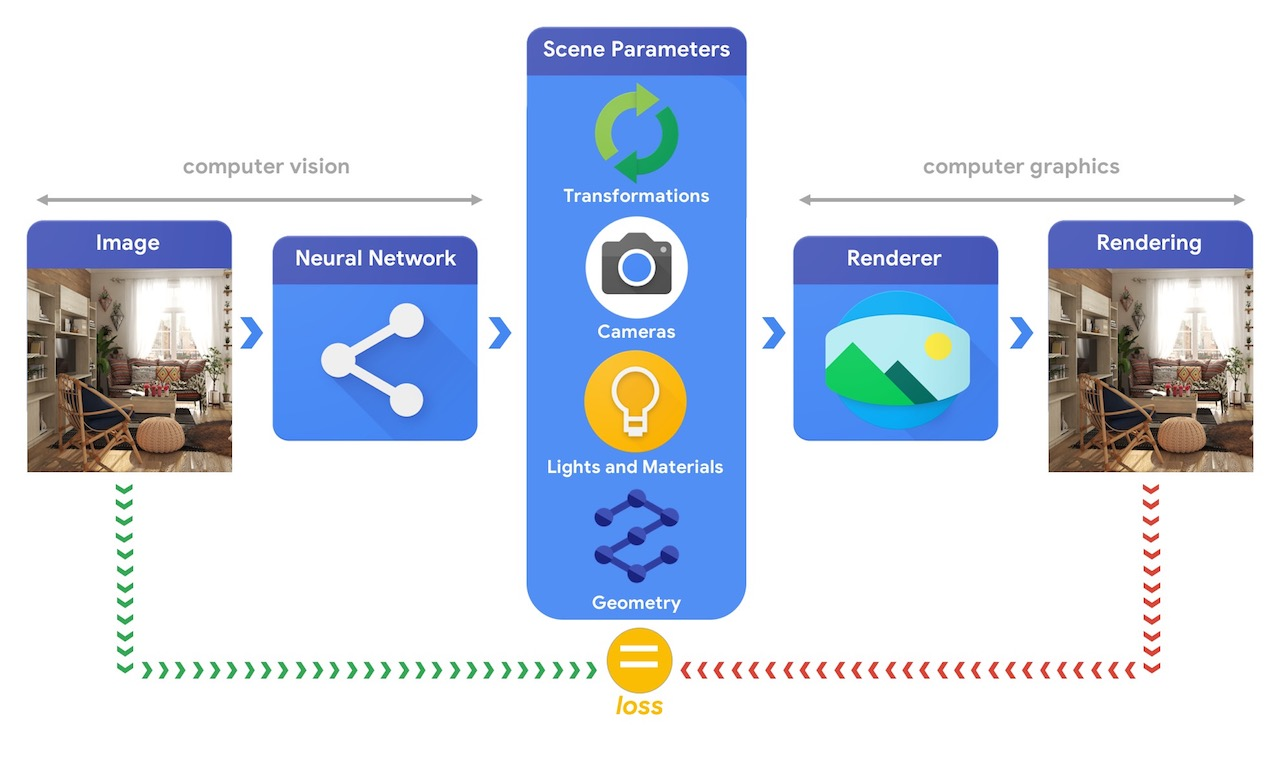 Scene Parameters
Transformations
Cameras
Lights and Materials
Geometry
computer vision
computer graphics
Image
Neural Network
Renderer
Rendering
loss